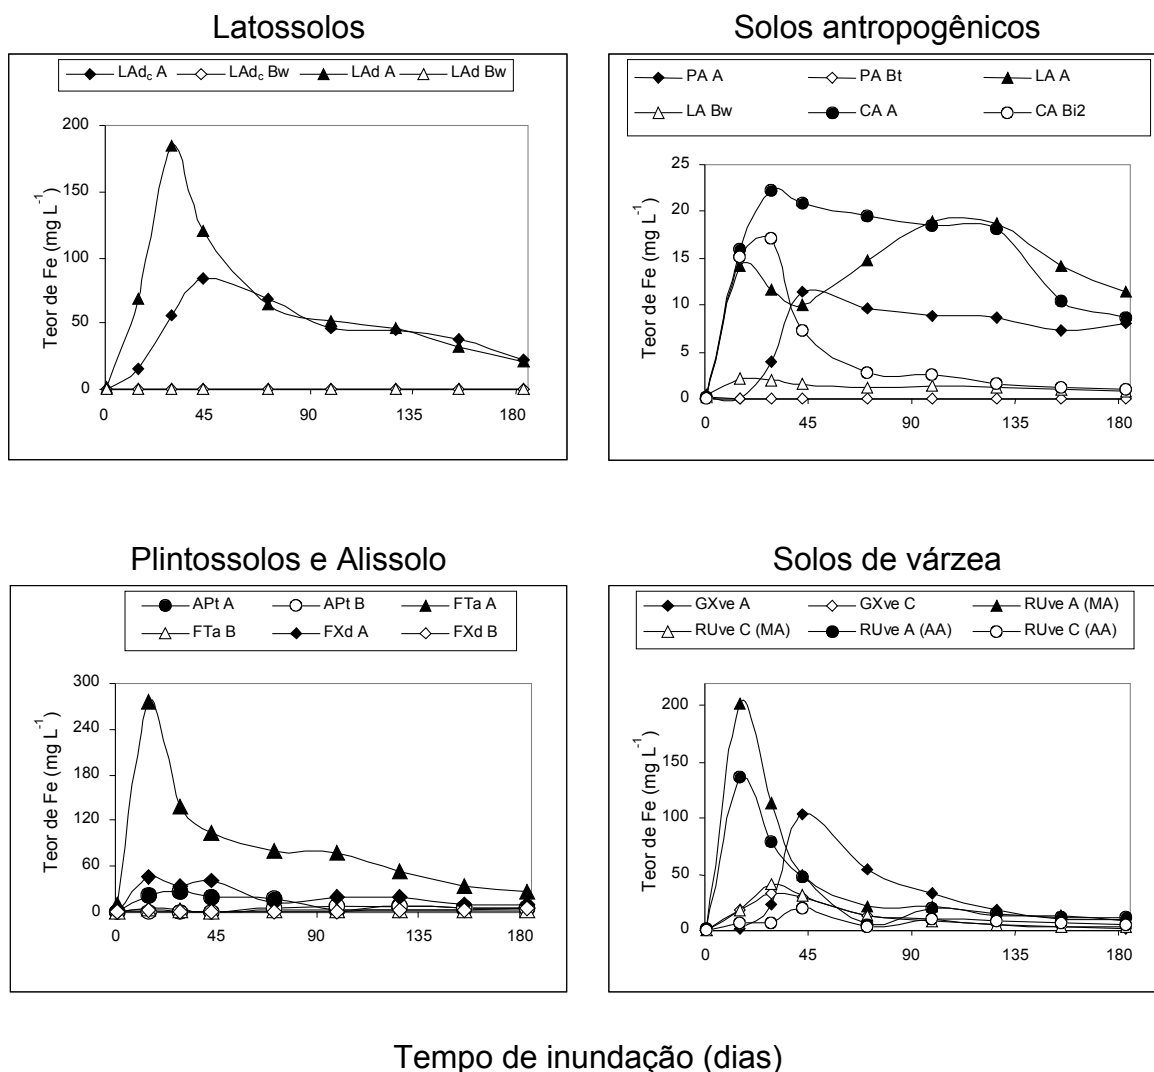 Latossolos
LAdc A LAdc Bw LAd A LAd Bw
Teor de Fe (mg L-1)
200
150
100
50
0
0 45 90 135 180
Solos antropogênicos
PA A PA Bt LA A
LA Bw CA A CA Bi2
Teor de Fe (mg L-1)
25
20
15
10
5
0
0 45 90 135 180
Plintossolos e Alissolo
APt A APt B FTa A
FTa B FXd A FXd B
Teor de Fe (mg L-1)
300
240
180
120
60
0
0 45 90 135 180
Solos de várzea
GXve A GXve C RUve A (MA)
RUve C (MA) RUve A (AA) RUve C (AA)
Teor de Fe (mg L-1)
200
150
100
50
0
0 45 90 135 180
Tempo de inundação (dias)